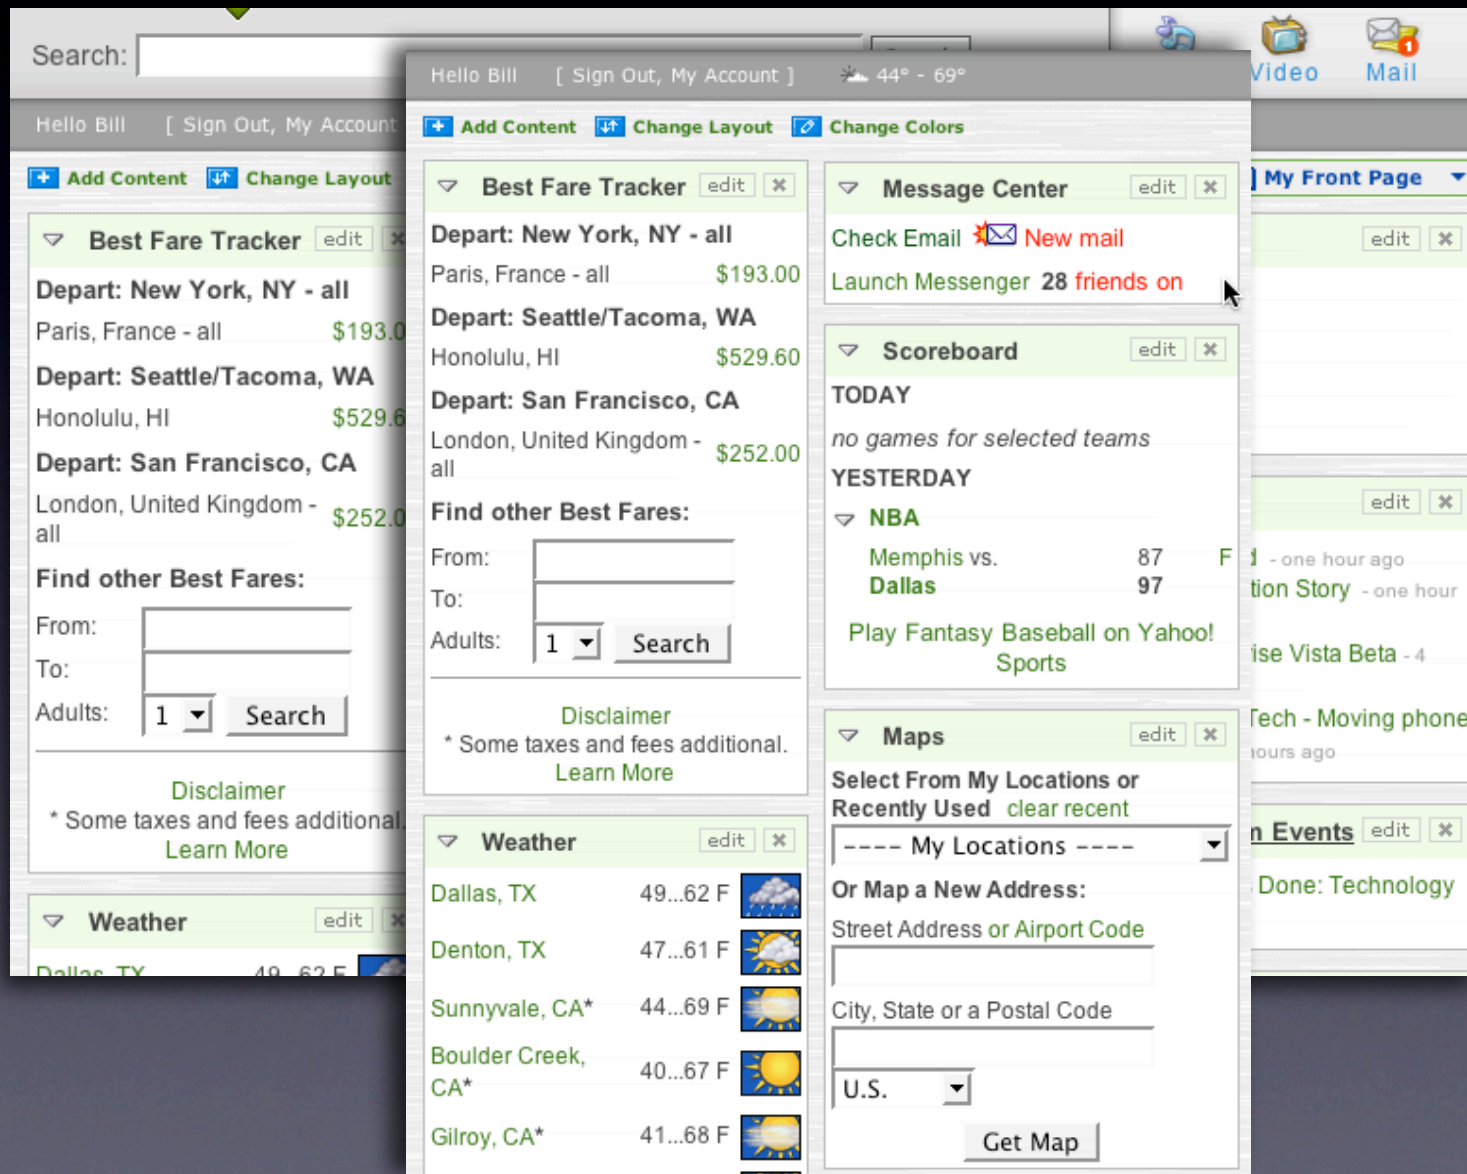 Search:
Video
Mail
1
Hello Bill [ Sign Out, My Account
Add Content Change Layout
Best Fare Tracker edit
Depart: New York, NY - all
Paris, France - all $193.0
Depart: Seattle/Tacoma, WA
Honolulu, HI $529.6
Depart: San Francisco, CA
London, United Kingdom - $252.0
all
Find other Best Fares:
From:
To:
Adults: 1 Search
Disclaimer
* Some taxes and fees additional.
Learn More
Weather edit
Dallas, TX 49...62 F
Hello Bill [ Sign Out, My Account ] 44° - 69°
Add Content Change Layout Change Colors
Best Fare Tracker edit
Depart: New York, NY - all
Paris, France - all $193.00
Depart: Seattle/Tacoma, WA
Honolulu, HI $529.60
Depart: San Francisco, CA
London, United Kingdom - $252.00
all
Find other Best Fares:
From:
To:
Adults: 1 Search
Disclaimer
* Some taxes and fees additional.
Learn More
Weather edit
Dallas, TX 49...62 F
Denton, TX 47...61 F
Sunnyvale, CA* 44...69 F
Boulder Creek, 40...67 F
CA*
Gilroy, CA* 41...68 F
Message Center edit
Check Email New mail
Launch Messenger 28 friends on
Scoreboard edit
TODAY
no games for selected teams
YESTERDAY
NBA
Memphis vs. 87 F
Dallas 97
Play Fantasy Baseball on Yahoo!
Sports
Maps edit
Select From My Locations or
Recently Used clear recent
---- My Locations ----
Or Map a New Address:
Street Address or Airport Code
City, State or a Postal Code
U.S.
Get Map
] My Front Page
edit
edit
d - one hour ago
tion Story - one hour
ise Vista Beta - 4
Tech - Moving phone
hours ago
n Events edit
Done: Technology